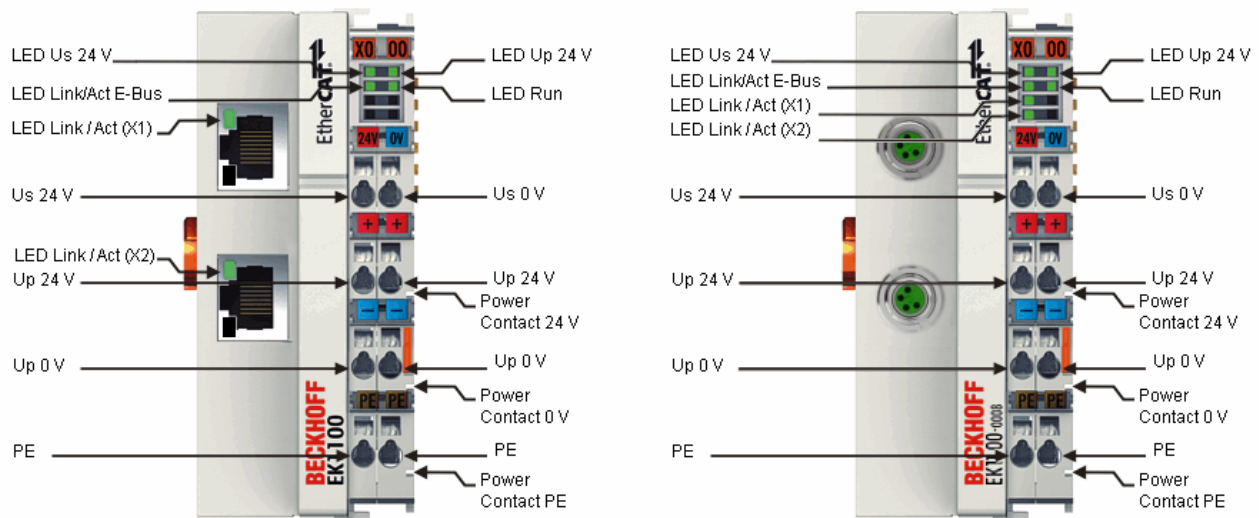 LED Us 24 V
LED Link/Act E-Bus
LED Link / Act (X1)
Us 24 V
LED Link / Act (X2)
Up 24 V
Up 0 V
PE
X0 00
EtherCAT
24V 0V
+ +
− −
PE PE
BECKHOFF
EK1100
LED Up 24 V
LED Run
Us 0 V
Up 24 V
Power
Contact 24 V
Up 0 V
Power
Contact 0 V
PE
Power
Contact PE
LED Us 24 V
LED Link/Act E-Bus
LED Link / Act (X1)
LED Link / Act (X2)
Us 24 V
Up 24 V
Up 0 V
PE
X0 00
EtherCAT
24V 0V
+ +
− −
PE PE
BECKHOFF
EK1100-0008
LED Up 24 V
LED Run
Us 0 V
Up 24 V
Power
Contact 24 V
Up 0 V
Power
Contact 0 V
PE
Power
Contact PE